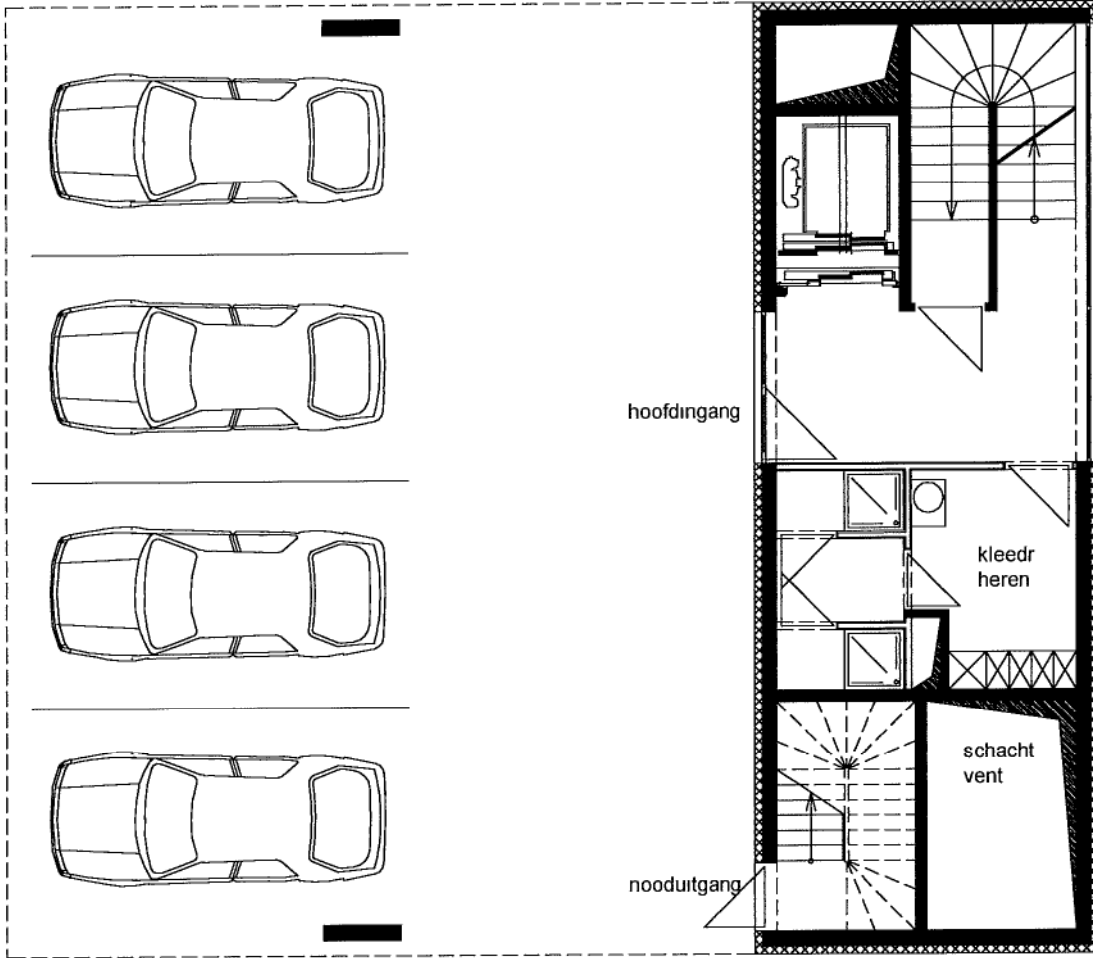 hoofdingang
kleedr
heren
schacht
vent
nooduitgang